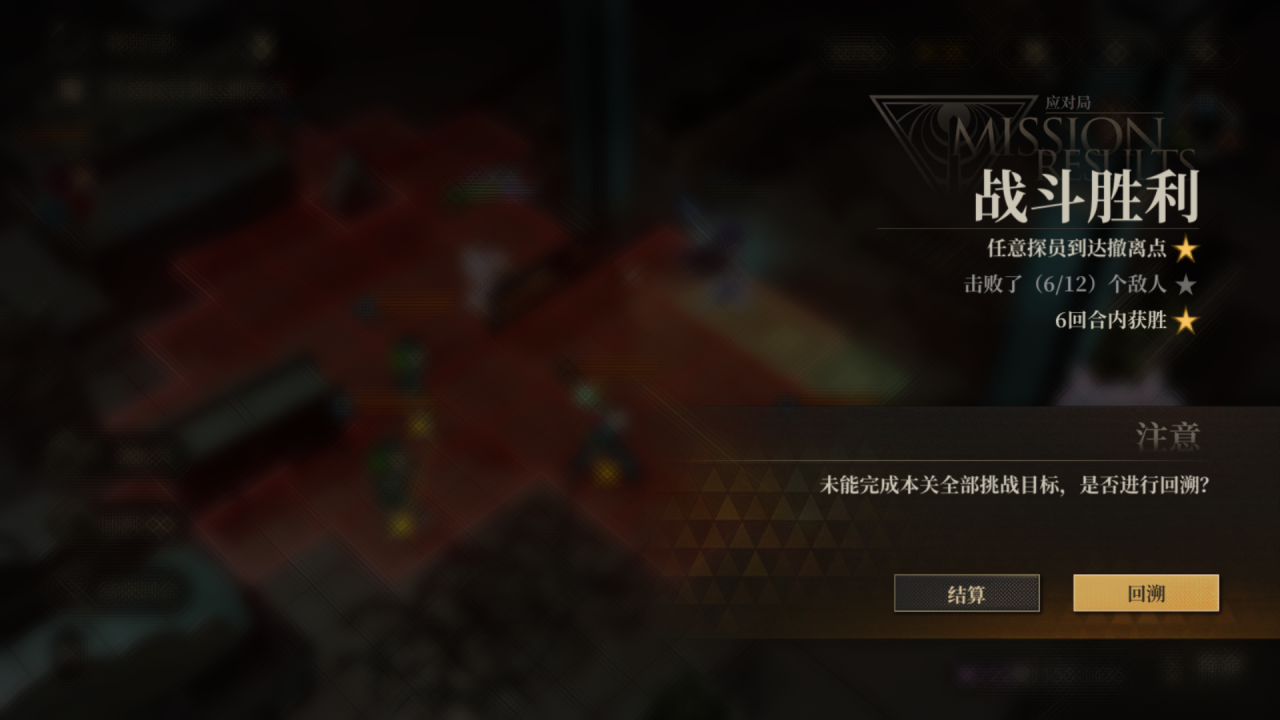 应对局
MISSION
RESULTS
战斗胜利
任意探员到达撤离点
击败了（6/12）个敌人
6回合内获胜
注意
未能完成本关全部挑战目标，是否进行回溯？
结算
回溯